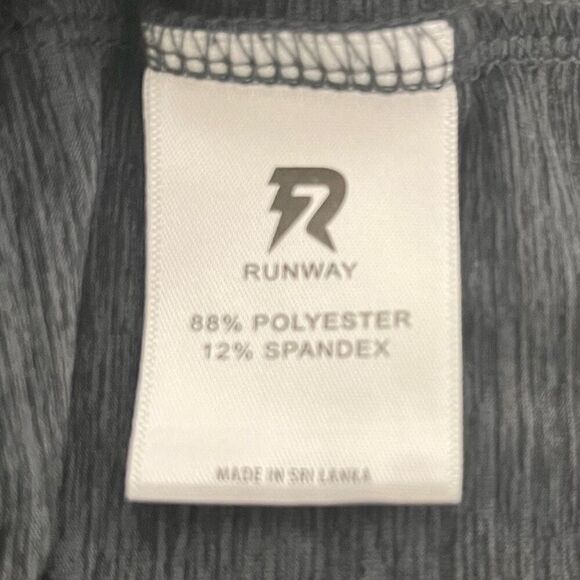 RUNWAY
88% POLYESTER
12% SPANDEX
MADE IN SRI LANKA